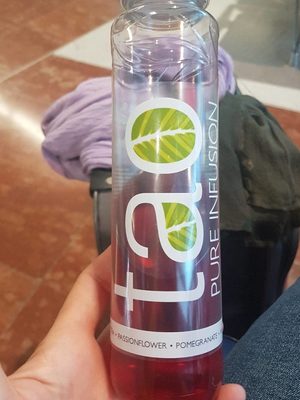 tao
PURE INFUSION
• PASSIONFLOWER • POMEGRANATE •